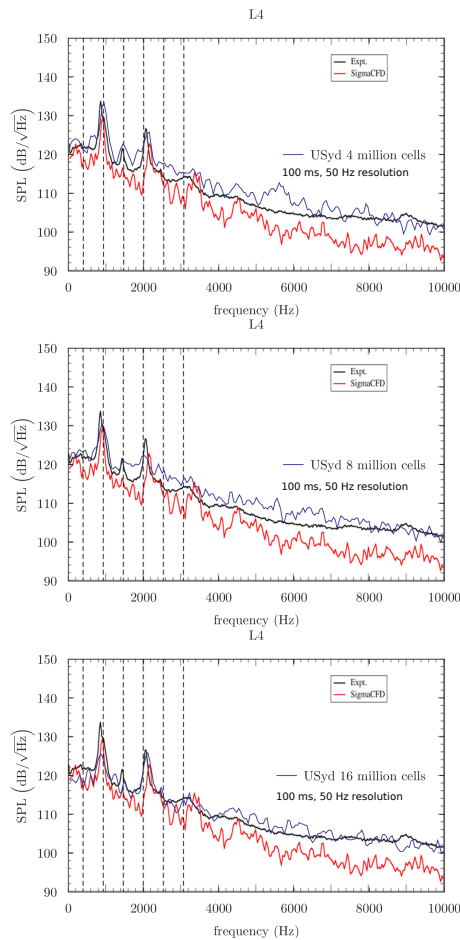 L4
150
140
130
120
110
100
90
SPL (dB/√Hz)
Expt.
SigmaCFD
USyd 4 million cells
100 ms, 50 Hz resolution
0 2000 4000 6000 8000 10000
frequency (Hz)
L4
150
140
130
120
110
100
90
SPL (dB/√Hz)
Expt.
SigmaCFD
USyd 8 million cells
100 ms, 50 Hz resolution
0 2000 4000 6000 8000 10000
frequency (Hz)
L4
150
140
130
120
110
100
90
SPL (dB/√Hz)
Expt.
SigmaCFD
USyd 16 million cells
100 ms, 50 Hz resolution
0 2000 4000 6000 8000 10000
frequency (Hz)